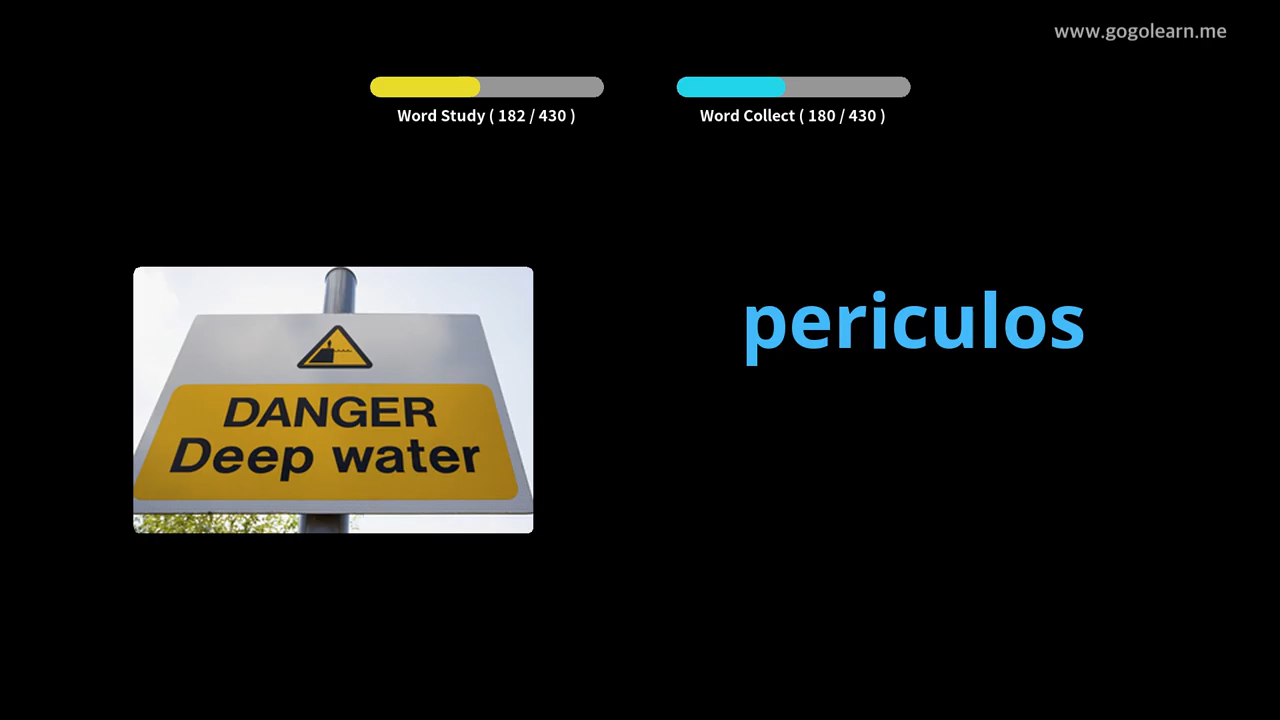 www.gogolearn.me
Word Study ( 182 / 430 )
Word Collect ( 180 / 430 )
periculos
DANGER
Deep water